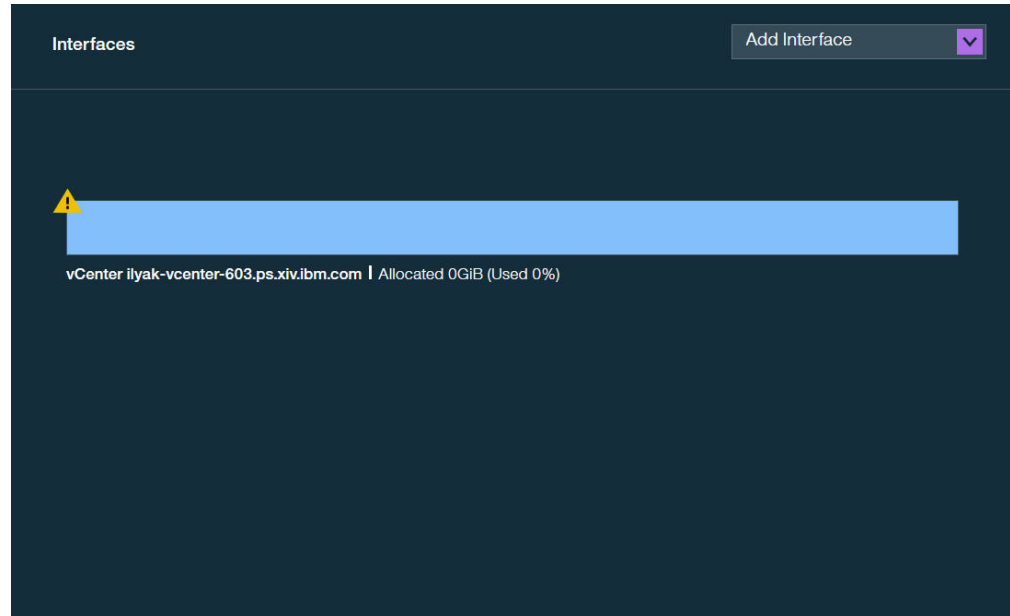 Interfaces
Add Interface
vCenter ilyak-vcenter-603.ps.xiv.ibm.com | Allocated 0GiB (Used 0%)